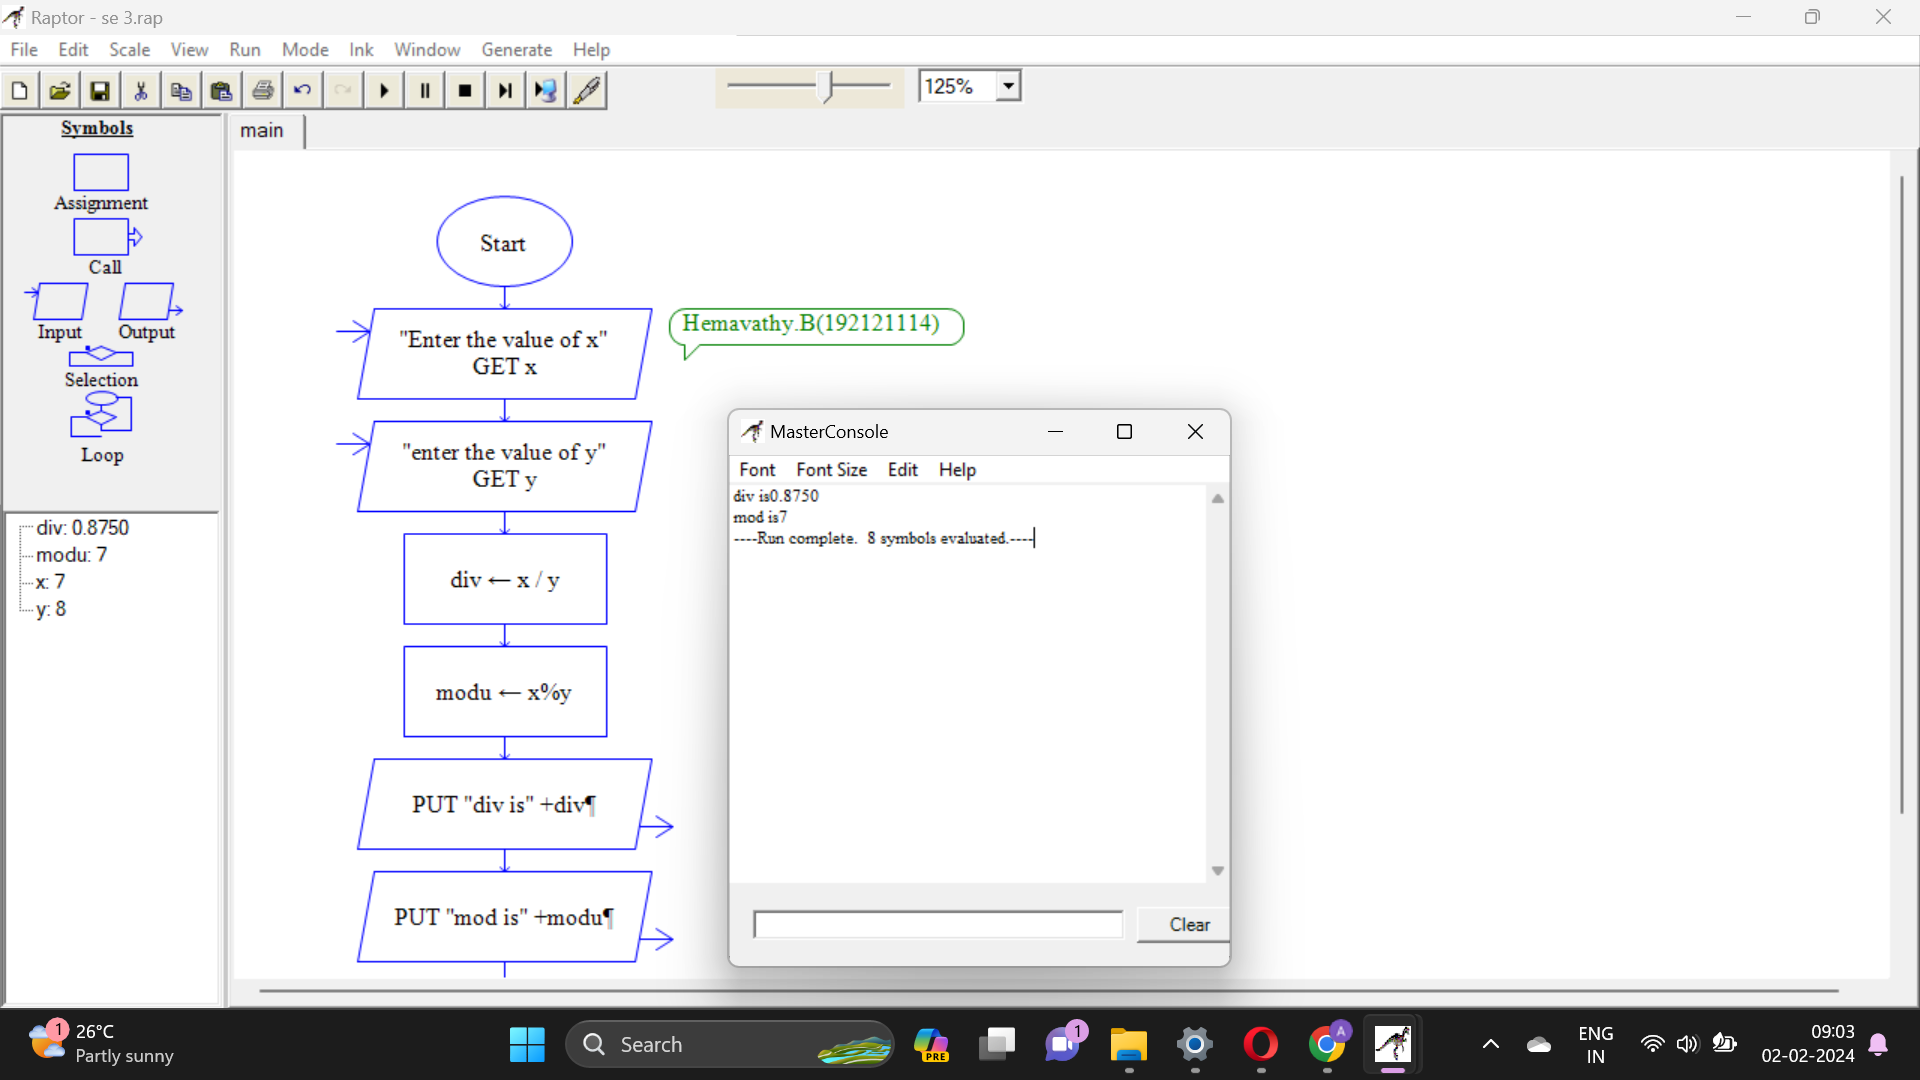 Raptor - se 3.rap
File Edit Scale View Run Mode Ink Window Generate Help
125%
Symbols
Assignment
Call
Input Output
Selection
Loop
div: 0.8750
modu: 7
x: 7
y: 8
main
Start
"Enter the value of x"
GET x
Hemavathy.B(192121114)
"enter the value of y"
GET y
div ← x / y
modu ← x%y
PUT "div is" +div¶
PUT "mod is" +modu¶
MasterConsole
Font Font Size Edit Help
div is0.8750
mod is7
----Run complete.  8 symbols evaluated.----
Clear
1
26°C
Partly sunny
Search
PRE
1
A
ENG
IN
09:03
02-02-2024